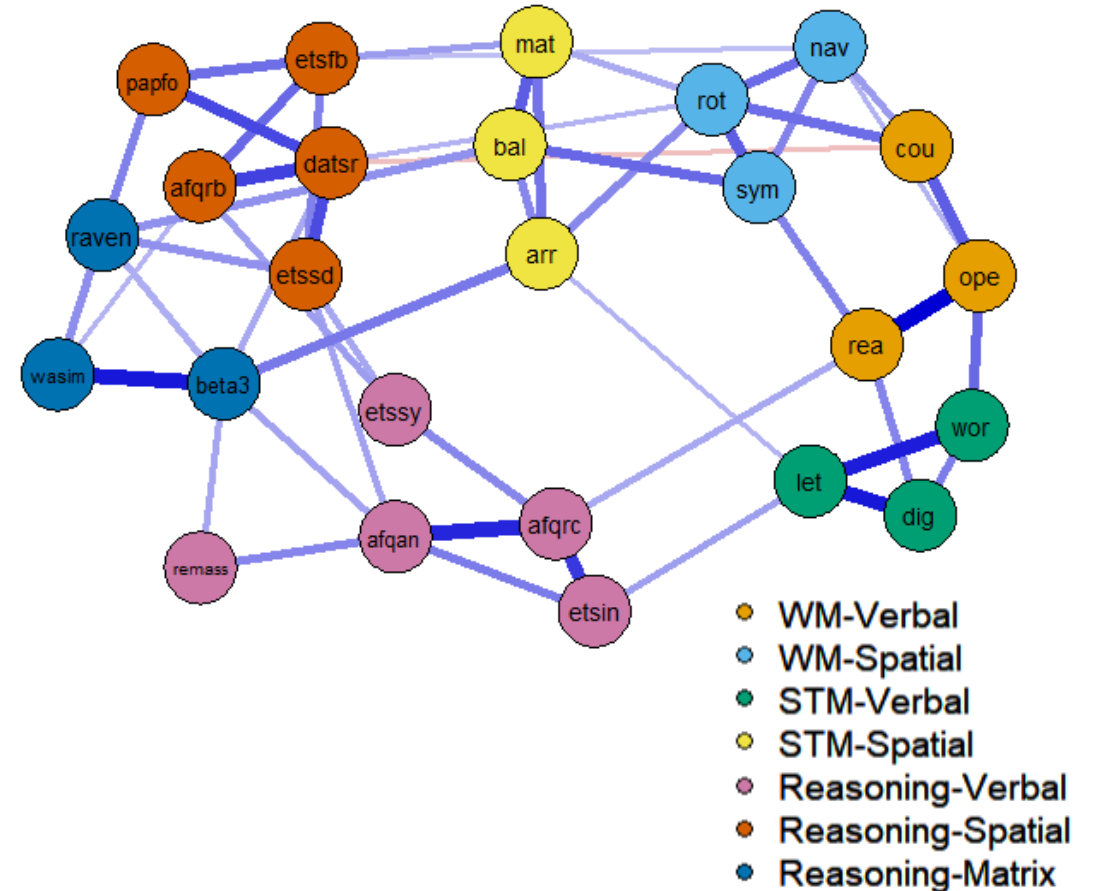 mat
nav
etsfb
papfo
rot
bal
cou
datsr
afqrb
sym
raven
arr
etssd
ope
rea
wasim
beta3
etssy
wor
let
dig
afqrc
afqan
remass
etsin
WM-Verbal
WM-Spatial
STM-Verbal
STM-Spatial
Reasoning-Verbal
Reasoning-Spatial
Reasoning-Matrix